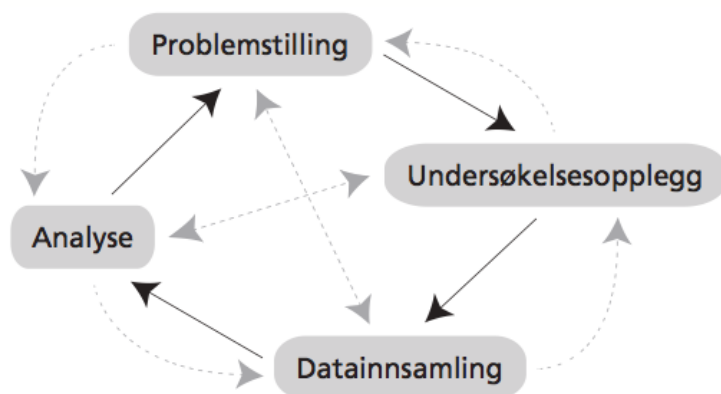 Problemstilling
Undersøkelsesopplegg
Analyse
Datainnsamling